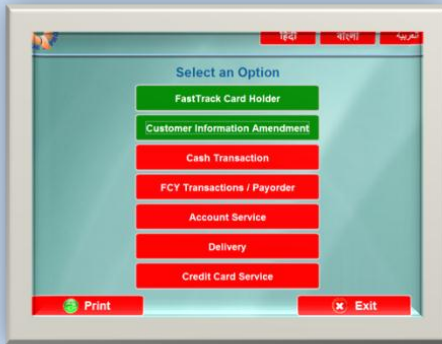 हिंदी
বাংলা
العربية
Select an Option
FastTrack Card Holder
Customer Information Amendment
Cash Transaction
FCY Transactions / Payorder
Account Service
Delivery
Credit Card Service
Print
Exit